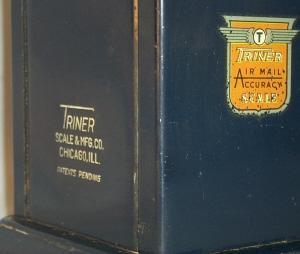 TRINER
SCALE & MFG. CO.
CHICAGO, ILL.
PATENTS PENDING
T
TRINER
AIR MAIL
ACCURACY
SCALE